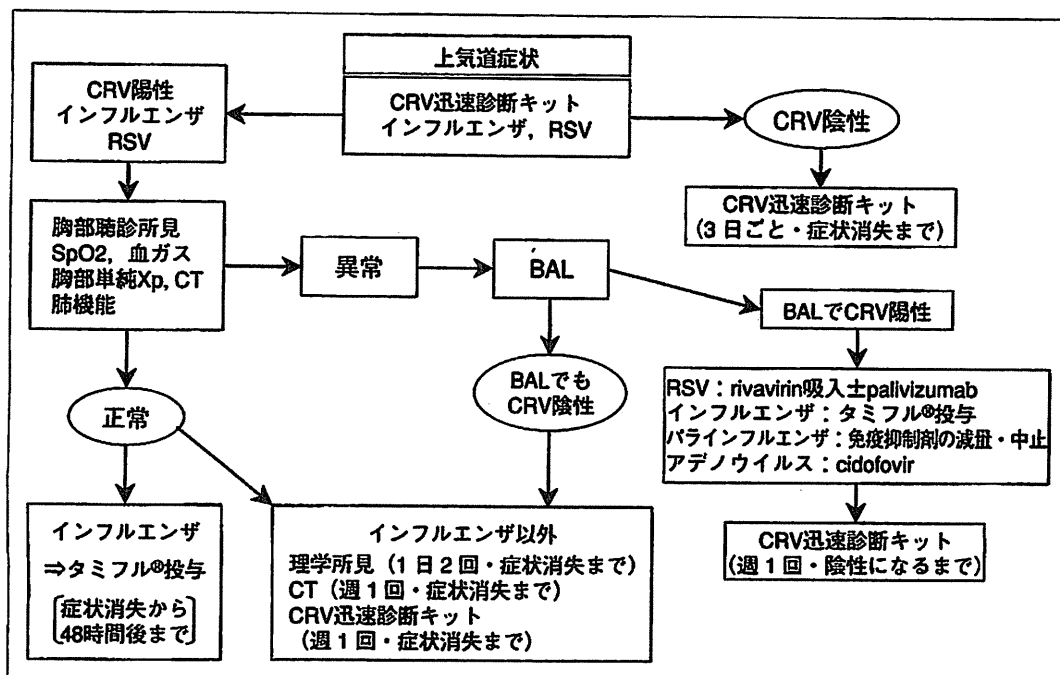 上気道症状
CRV迅速診断キット
インフルエンザ，RSV
CRV陽性
インフルエンザ
RSV
CRV陰性
CRV迅速診断キット
（3日ごと・症状消失まで）
胸部聴診所見
SpO2，血ガス
胸部単純Xp, CT
肺機能
異常
BAL
BALでCRV陽性
正常
BALでも
CRV陰性
RSV：rivavirin吸入±palivizumab
インフルエンザ：タミフル®投与
パラインフルエンザ：免疫抑制剤の減量・中止
アデノウイルス：cidofovir
インフルエンザ
⇒タミフル®投与
[症状消失から
48時間後まで]
インフルエンザ以外
理学所見（1日2回・症状消失まで）
CT（週1回・症状消失まで）
CRV迅速診断キット
（週1回・症状消失まで）
CRV迅速診断キット
（週1回・陰性になるまで）